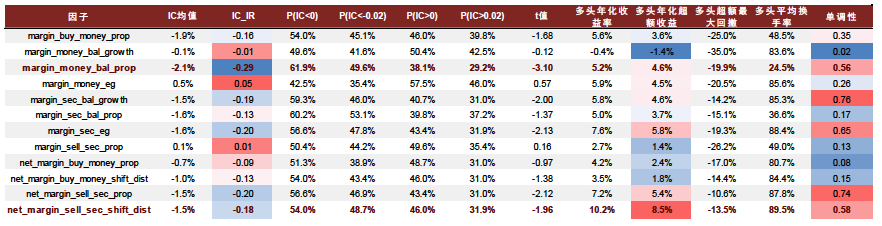 因子 IC均值 IC_IR P(IC<0) P(IC<-0.02) P(IC>0) P(IC>0.02) t值 多头年化收益率 多头年化超额收益 多头超额最大回撤 多头平均换手率 单调性
margin_buy_money_prop -1.9% -0.16 54.0% 45.1% 46.0% 39.8% -1.68 5.2% 3.6% -25.0% 48.5% 0.35
margin_money_bal_growth -0.1% -0.01 49.6% 41.6% 50.4% 42.5% -0.12 -0.4% -1.4% -35.0% 83.6% 0.02
margin_money_bal_prop -2.1% -0.29 61.9% 49.6% 38.1% 29.2% -3.10 5.2% 4.6% -19.9% 24.5% 0.56
margin_money_eg 0.5% 0.05 42.5% 35.4% 57.5% 46.0% 0.57 5.9% 4.5% -20.5% 85.6% 0.26
margin_sec_bal_growth -1.5% -0.19 59.3% 46.0% 40.7% 31.0% -2.00 5.8% 4.6% -14.2% 85.3% 0.76
margin_sec_bal_prop -1.6% -0.13 60.2% 53.1% 39.8% 37.2% -1.37 5.0% 3.7% -15.1% 36.6% 0.17
margin_sec_eg -1.6% -0.20 56.6% 47.8% 43.4% 31.9% -2.13 7.6% 5.8% -19.3% 88.4% 0.65
margin_sell_sec_prop 0.1% 0.01 50.4% 44.2% 49.6% 35.4% 0.16 2.7% 1.4% -26.2% 49.0% 0.13
net_margin_buy_money_prop -0.7% -0.09 51.3% 38.9% 48.7% 31.0% -0.97 4.2% 2.4% -17.0% 80.7% 0.08
net_margin_buy_money_shift_dist -1.0% -0.13 54.0% 43.4% 46.0% 31.0% -1.38 3.5% 1.8% -14.4% 84.4% 0.15
net_margin_sell_sec_prop -1.5% -0.20 56.6% 46.9% 43.4% 31.0% -2.12 7.2% 5.4% -10.6% 87.8% 0.74
net_margin_sell_sec_shift_dist -1.5% -0.18 54.0% 48.7% 46.0% 31.9% -1.96 10.2% 8.5% -13.5% 89.5% 0.58